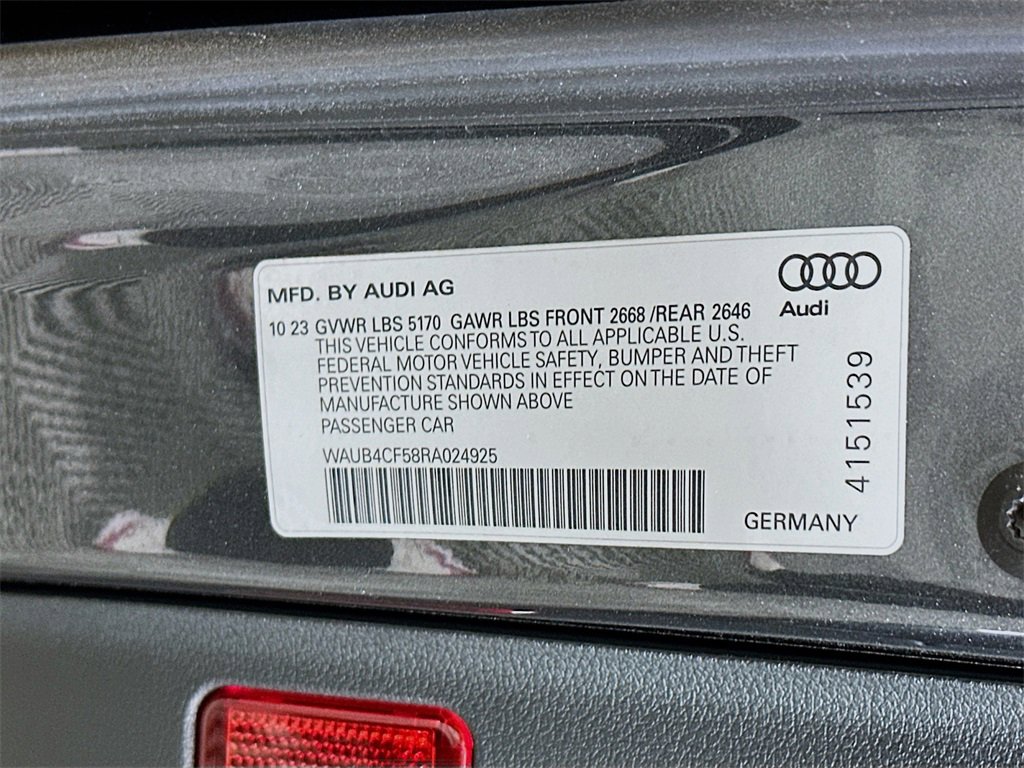 MFD. BY AUDI AG
Audi
10 23 GVWR LBS 5170 GAWR LBS FRONT 2668 /REAR 2646
THIS VEHICLE CONFORMS TO ALL APPLICABLE U.S.
FEDERAL MOTOR VEHICLE SAFETY, BUMPER AND THEFT
PREVENTION STANDARDS IN EFFECT ON THE DATE OF
MANUFACTURE SHOWN ABOVE
PASSENGER CAR
WAUB4CF58RA024925
4151539
GERMANY